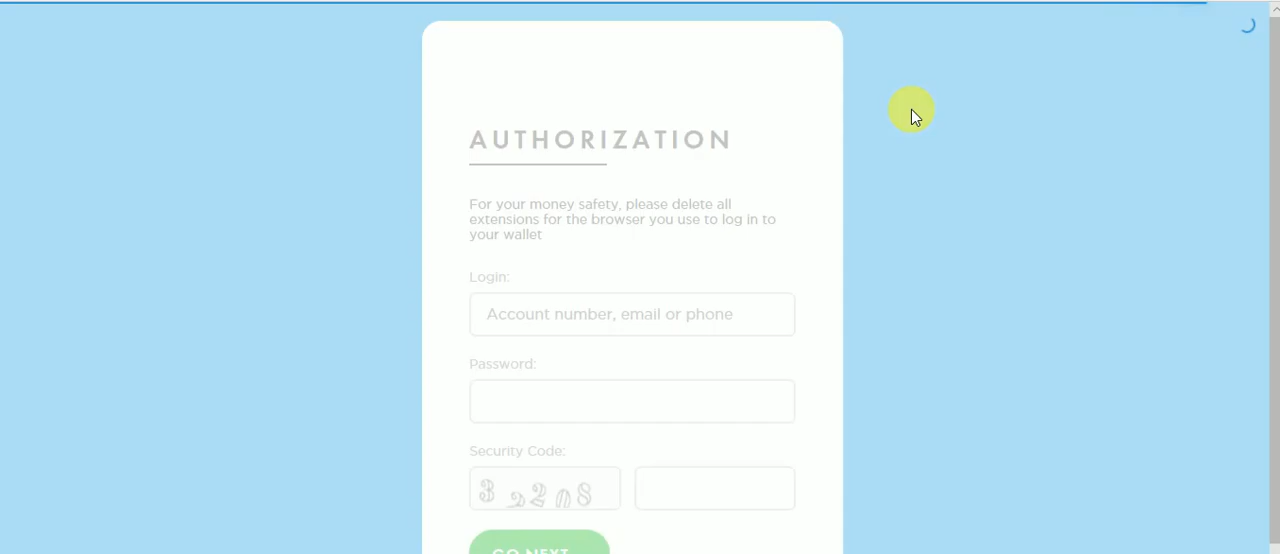 AUTHORIZATION
For your money safety, please delete all
extensions for the browser you use to log in to
your wallet
Login:
Account number, email or phone
Password:
Security Code:
32208
GO NEXT